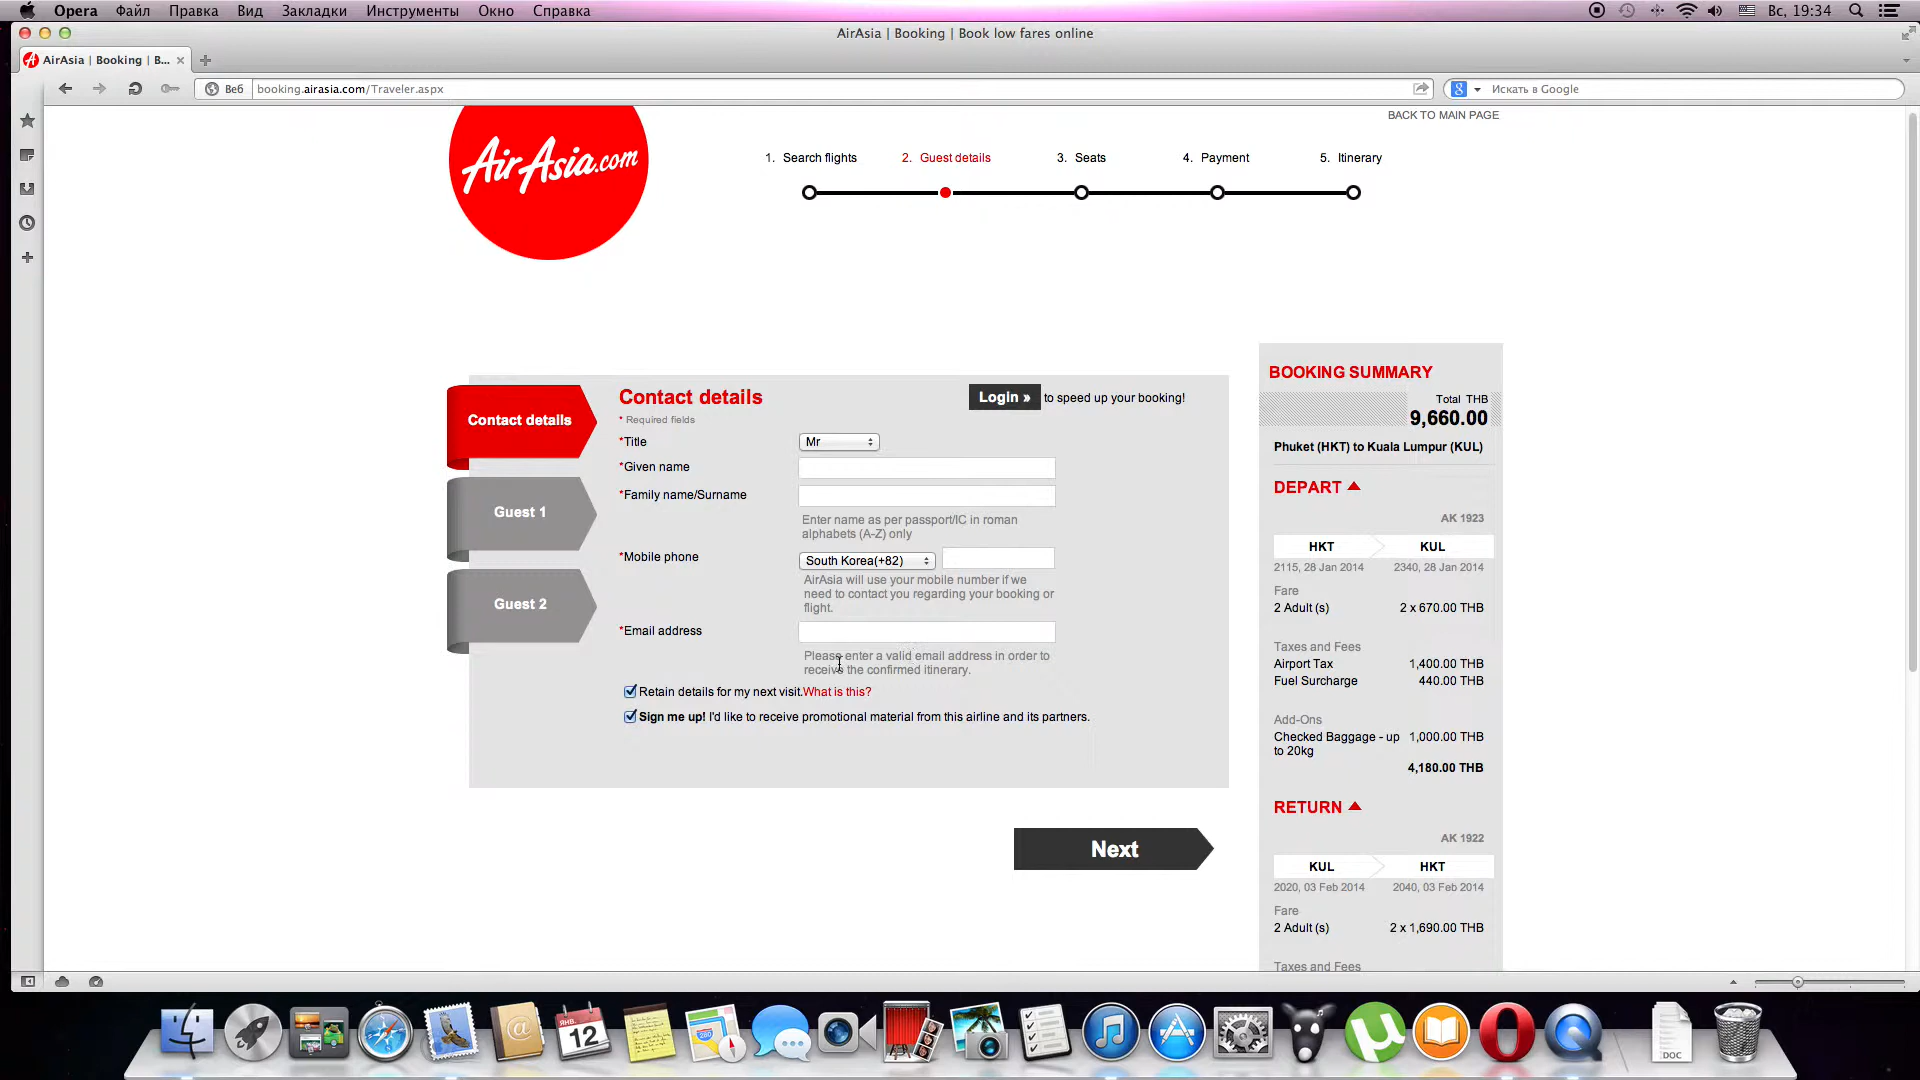 Opera Файл Правка Вид Закладки Инструменты Окно Справка Вс, 19:34
AirAsia | Booking | Book low fares online
AirAsia | Booking | B...
Веб booking.airasia.com/Traveler.aspx Искать в Google
BACK TO MAIN PAGE
AirAsia.com
1. Search flights 2. Guest details 3. Seats 4. Payment 5. Itinerary
Contact details
Guest 1
Guest 2
Contact details
Login » to speed up your booking!
* Required fields
*Title Mr
*Given name
*Family name/Surname
Enter name as per passport/IC in roman
alphabets (A-Z) only
*Mobile phone South Korea(+82)
AirAsia will use your mobile number if we
need to contact you regarding your booking or
flight.
*Email address
Please enter a valid email address in order to
receive the confirmed itinerary.
Retain details for my next visit.What is this?
Sign me up! I'd like to receive promotional material from this airline and its partners.
Next
BOOKING SUMMARY
Total THB
9,660.00
Phuket (HKT) to Kuala Lumpur (KUL)
DEPART
AK 1923
HKT KUL
2115, 28 Jan 2014 2340, 28 Jan 2014
Fare
2 Adult (s) 2 x 670.00 THB
Taxes and Fees
Airport Tax 1,400.00 THB
Fuel Surcharge 440.00 THB
Add-Ons
Checked Baggage - up 1,000.00 THB
to 20kg
4,180.00 THB
RETURN
AK 1922
KUL HKT
2020, 03 Feb 2014 2040, 03 Feb 2014
Fare
2 Adult (s) 2 x 1,690.00 THB
Taxes and Fees
ЯНВ.
12
280
DOC